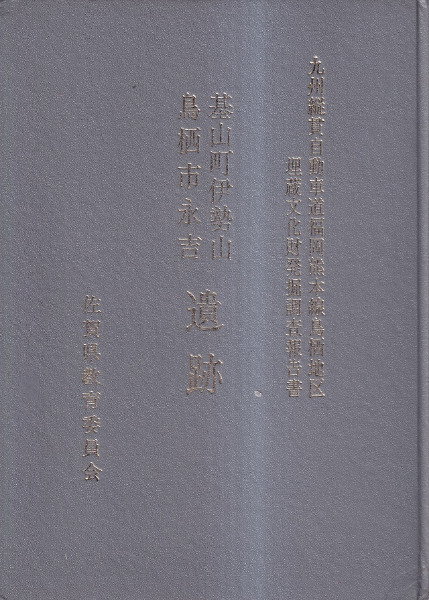 九州縦貫自動車道福岡熊本線鳥栖地区
埋蔵文化財発掘調査報告書
基山町伊勢山
鳥栖市永吉
遺跡
佐賀県教育委員会